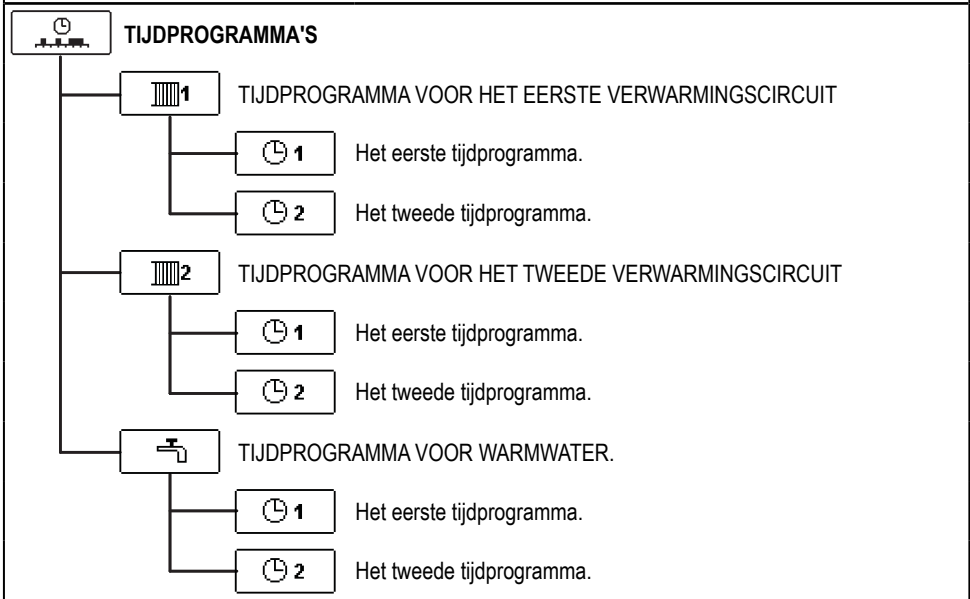 TIJDPROGRAMMA'S
1 TIJDPROGRAMMA VOOR HET EERSTE VERWARMINGSCIRCUIT
1 Het eerste tijdprogramma.
2 Het tweede tijdprogramma.
2 TIJDPROGRAMMA VOOR HET TWEEDE VERWARMINGSCIRCUIT
1 Het eerste tijdprogramma.
2 Het tweede tijdprogramma.
TIJDPROGRAMMA VOOR WARMWATER.
1 Het eerste tijdprogramma.
2 Het tweede tijdprogramma.